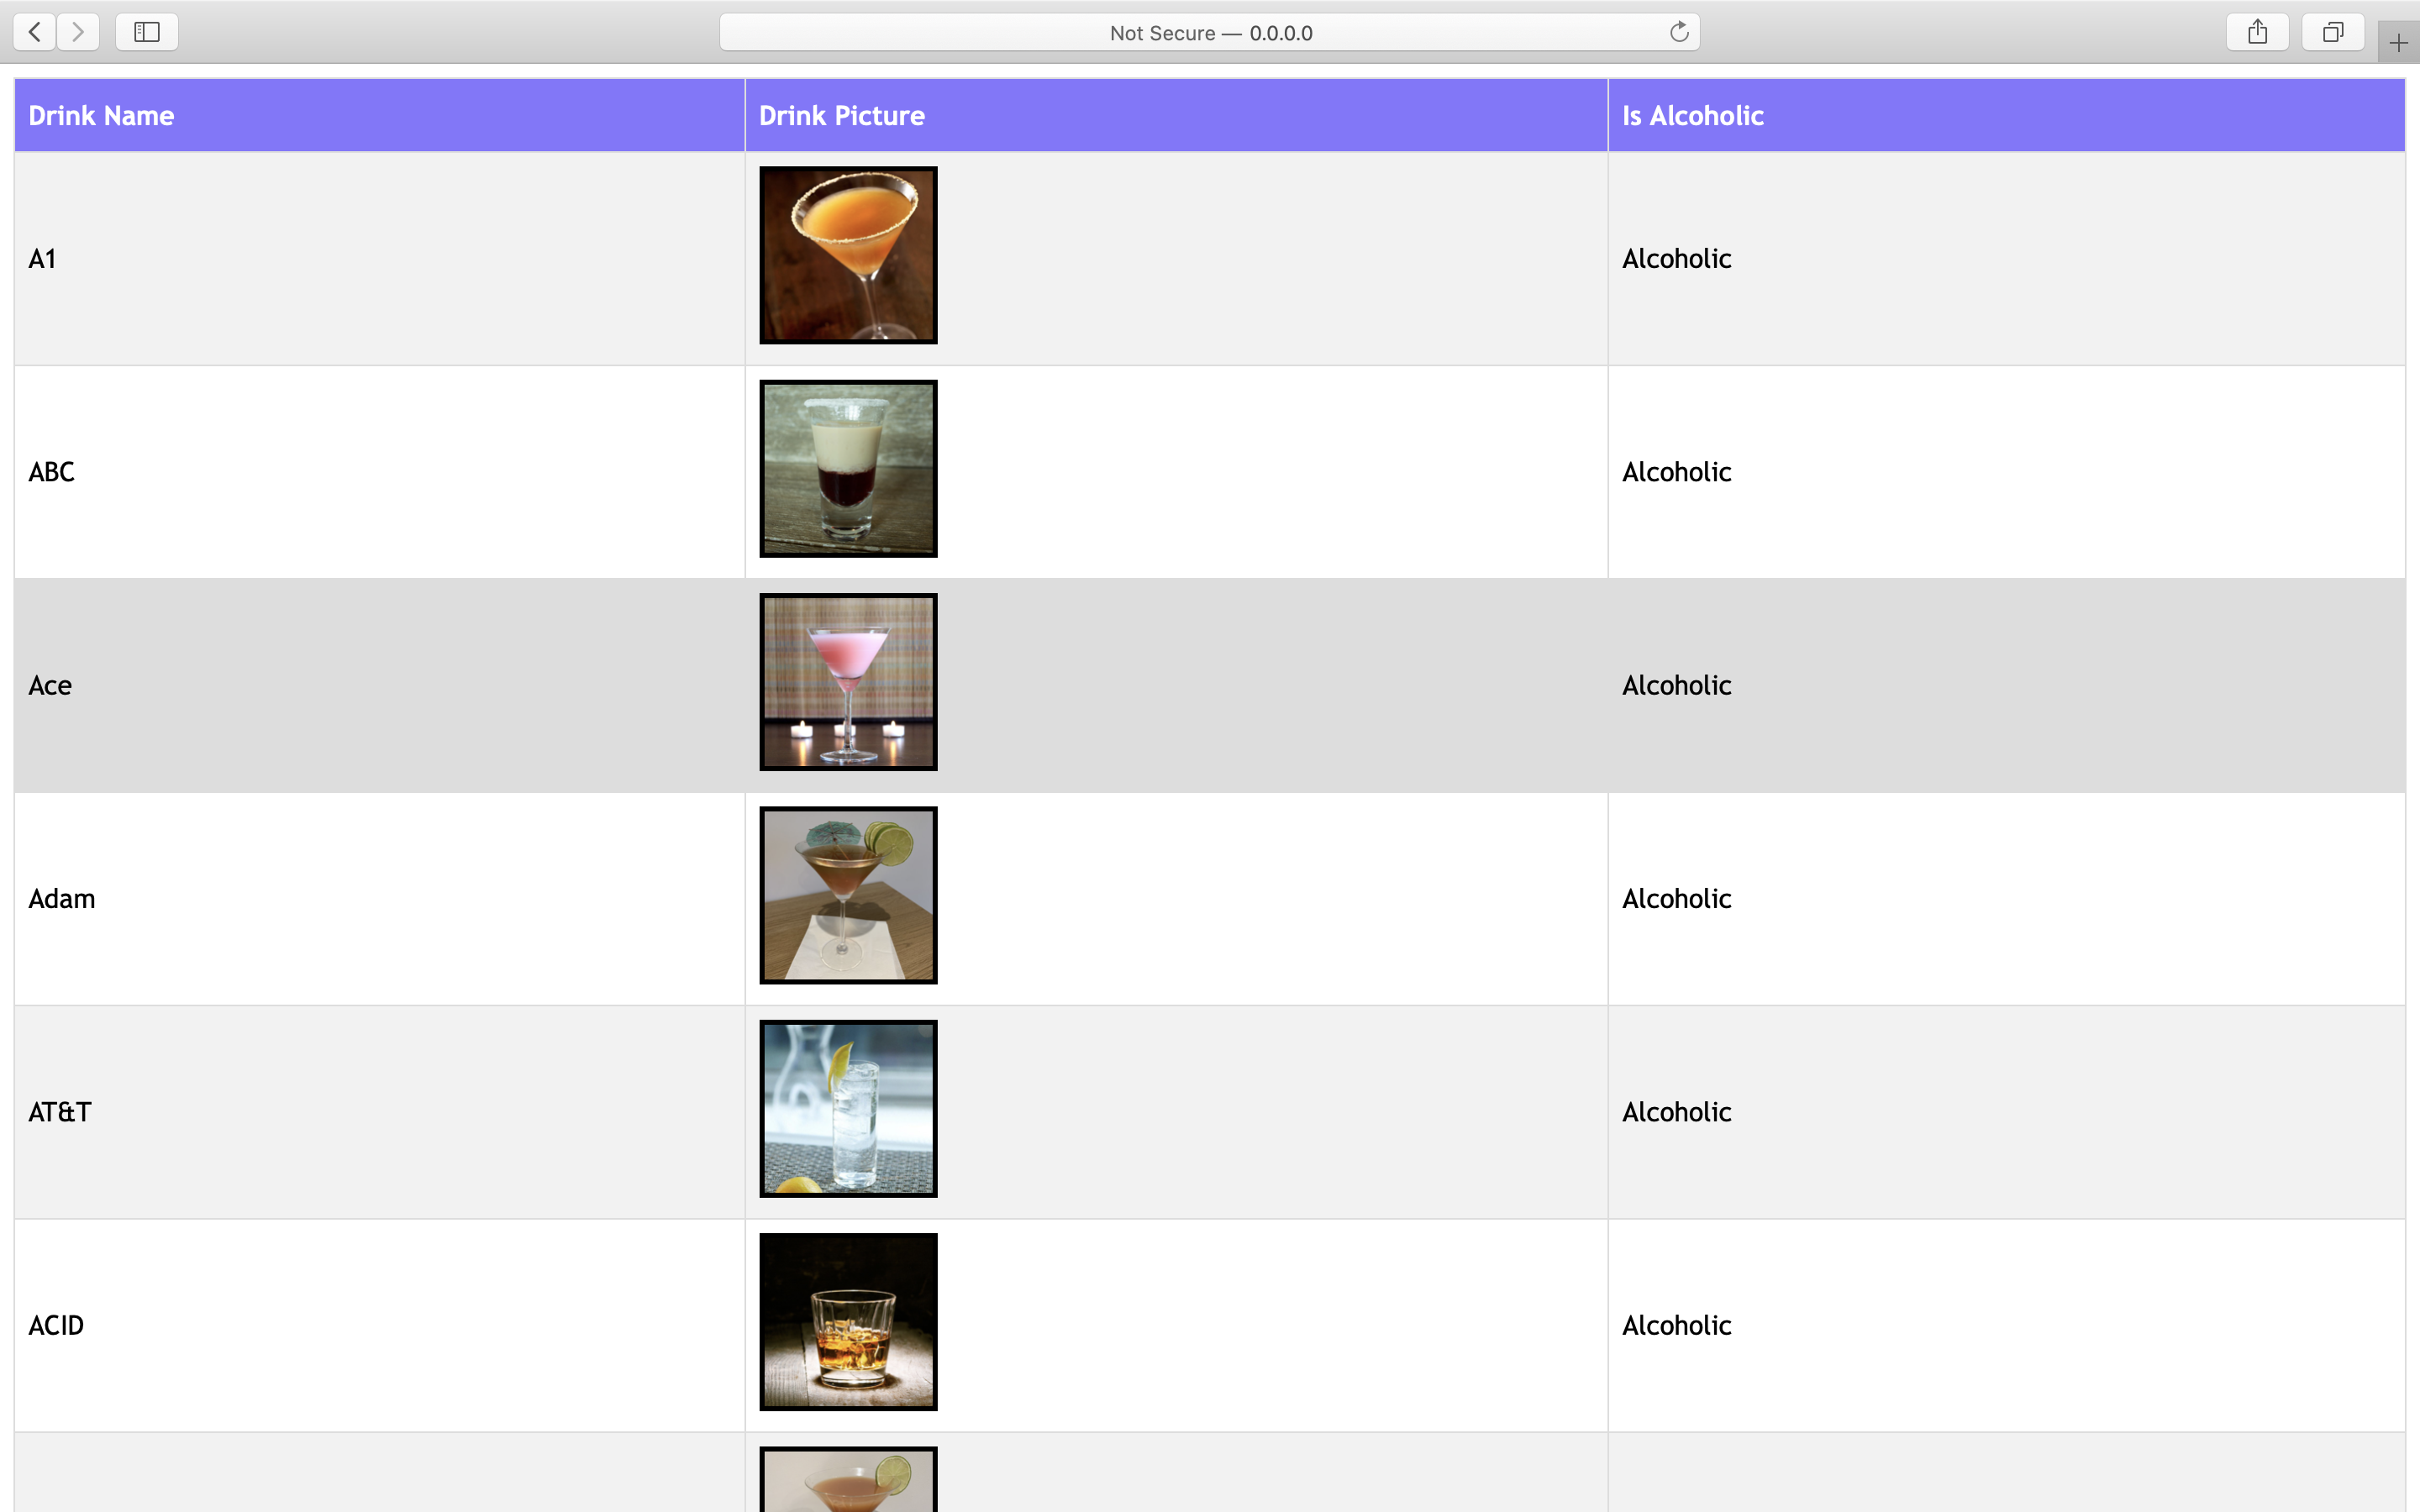 Not Secure — 0.0.0.0
Drink Name Drink Picture Is Alcoholic
A1 Alcoholic
ABC Alcoholic
Ace Alcoholic
Adam Alcoholic
AT&T Alcoholic
ACID Alcoholic